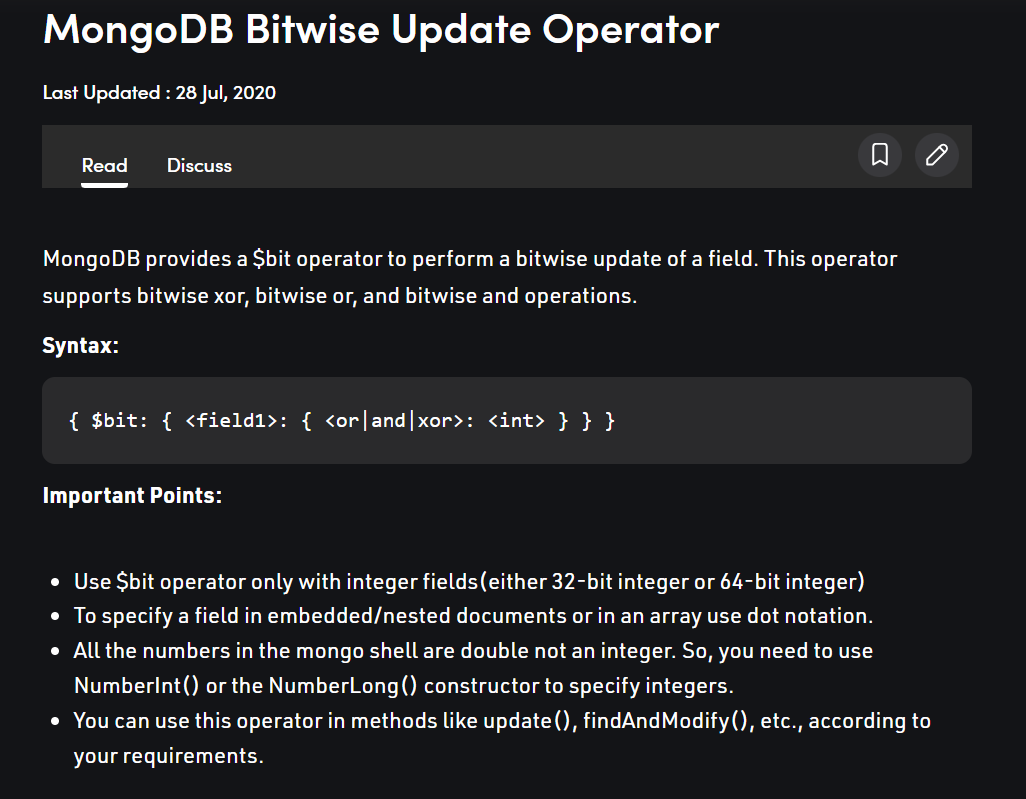 MongoDB Bitwise Update Operator
Last Updated : 28 Jul, 2020
Read Discuss
MongoDB provides a $bit operator to perform a bitwise update of a field. This operator
supports bitwise xor, bitwise or, and bitwise and operations.
Syntax:
{ $bit: { <field1>: { <or|and|xor>: <int> } } }
Important Points:
• Use $bit operator only with integer fields(either 32-bit integer or 64-bit integer)
• To specify a field in embedded/nested documents or in an array use dot notation.
• All the numbers in the mongo shell are double not an integer. So, you need to use
NumberInt() or the NumberLong() constructor to specify integers.
• You can use this operator in methods like update(), findAndModify(), etc., according to
your requirements.